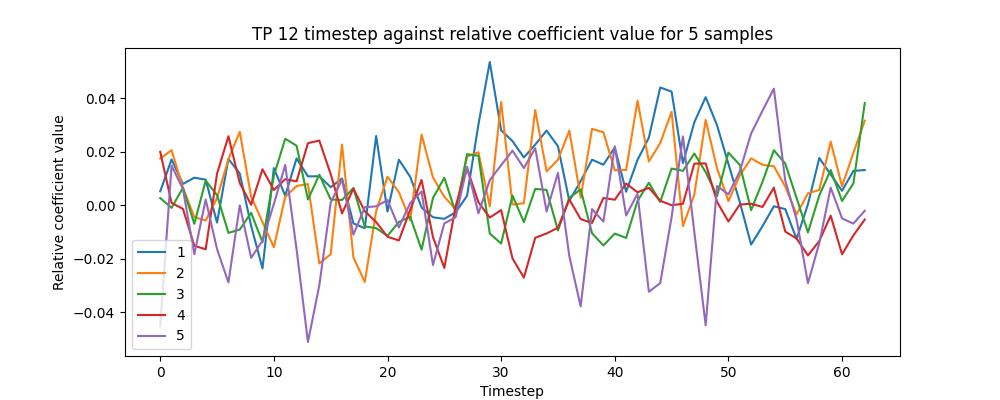 TP 12 timestep against relative coefficient value for 5 samples
Relative coefficient value
0.04
0.02
0.00
−0.02
−0.04
1
2
3
4
5
0 10 20 30 40 50 60
Timestep